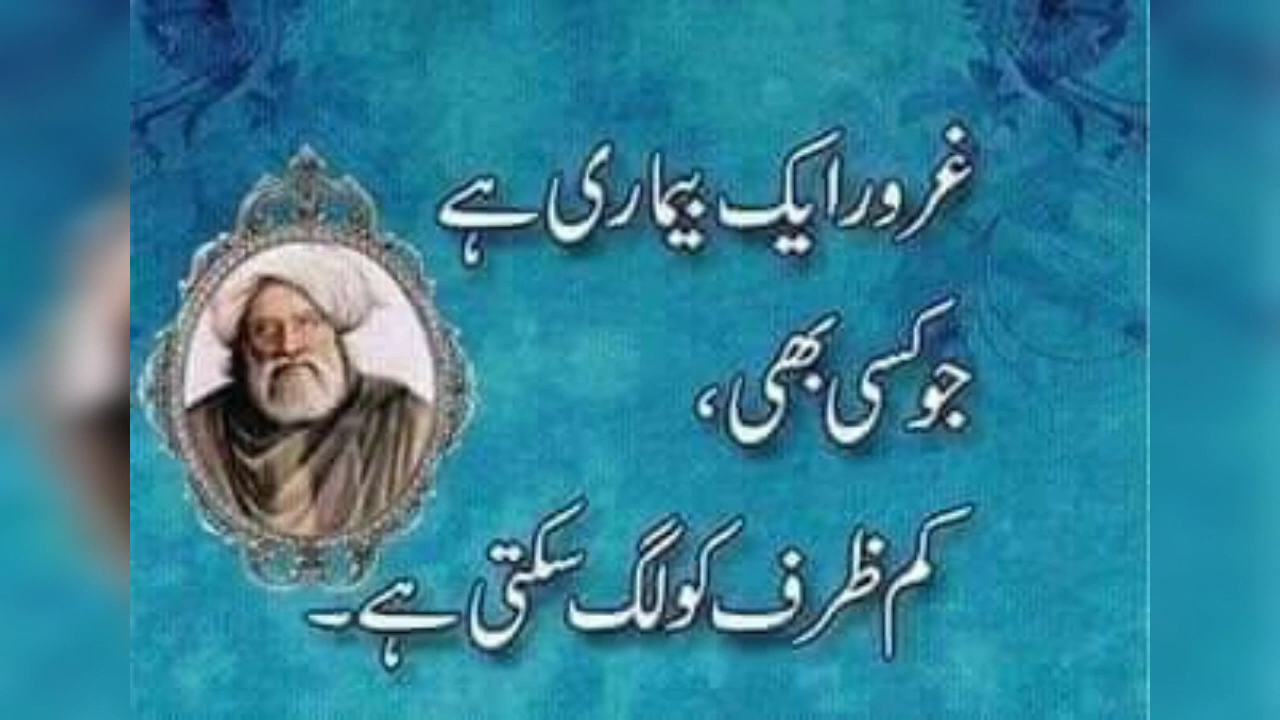 غرور ایک بیماری ہے
جو کسی بھی،
کم ظرف کو لگ سکتی ہے۔